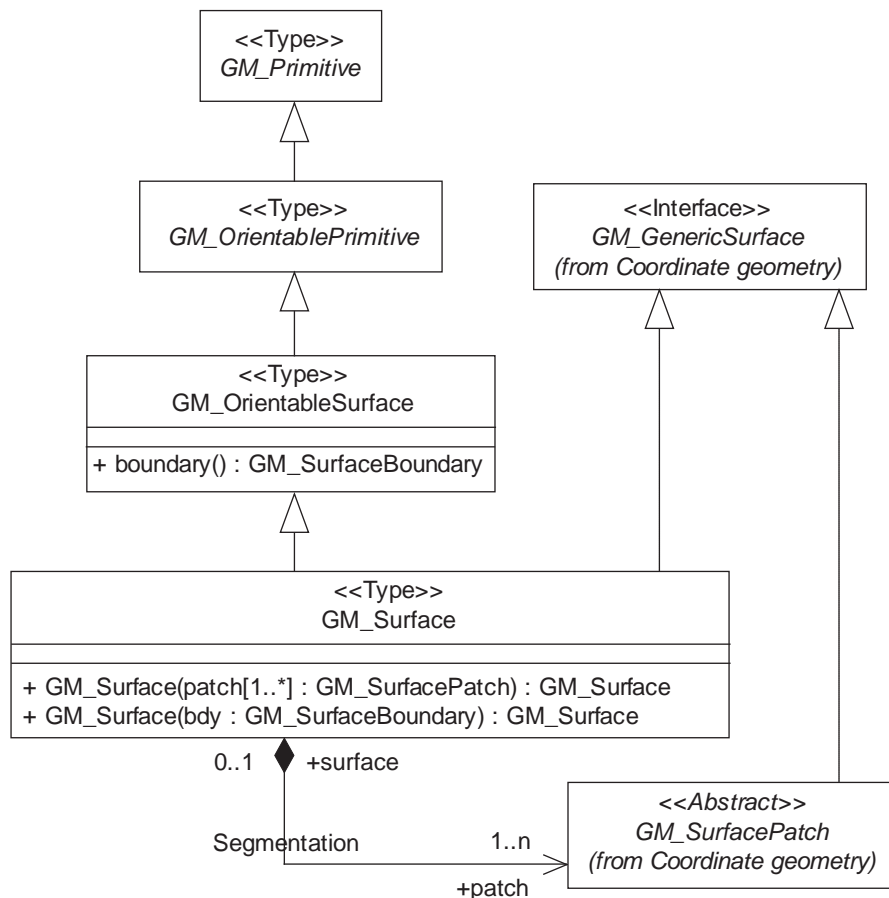 <<Type>>
GM_Primitive
<<Type>>
GM_OrientablePrimitive
<<Interface>>
GM_GenericSurface
(from Coordinate geometry)
<<Type>>
GM_OrientableSurface
+ boundary() : GM_SurfaceBoundary
<<Type>>
GM_Surface
+ GM_Surface(patch[1..*] : GM_SurfacePatch) : GM_Surface
+ GM_Surface(bdy : GM_SurfaceBoundary) : GM_Surface
0..1 +surface
Segmentation
1..n
+patch
<<Abstract>>
GM_SurfacePatch
(from Coordinate geometry)